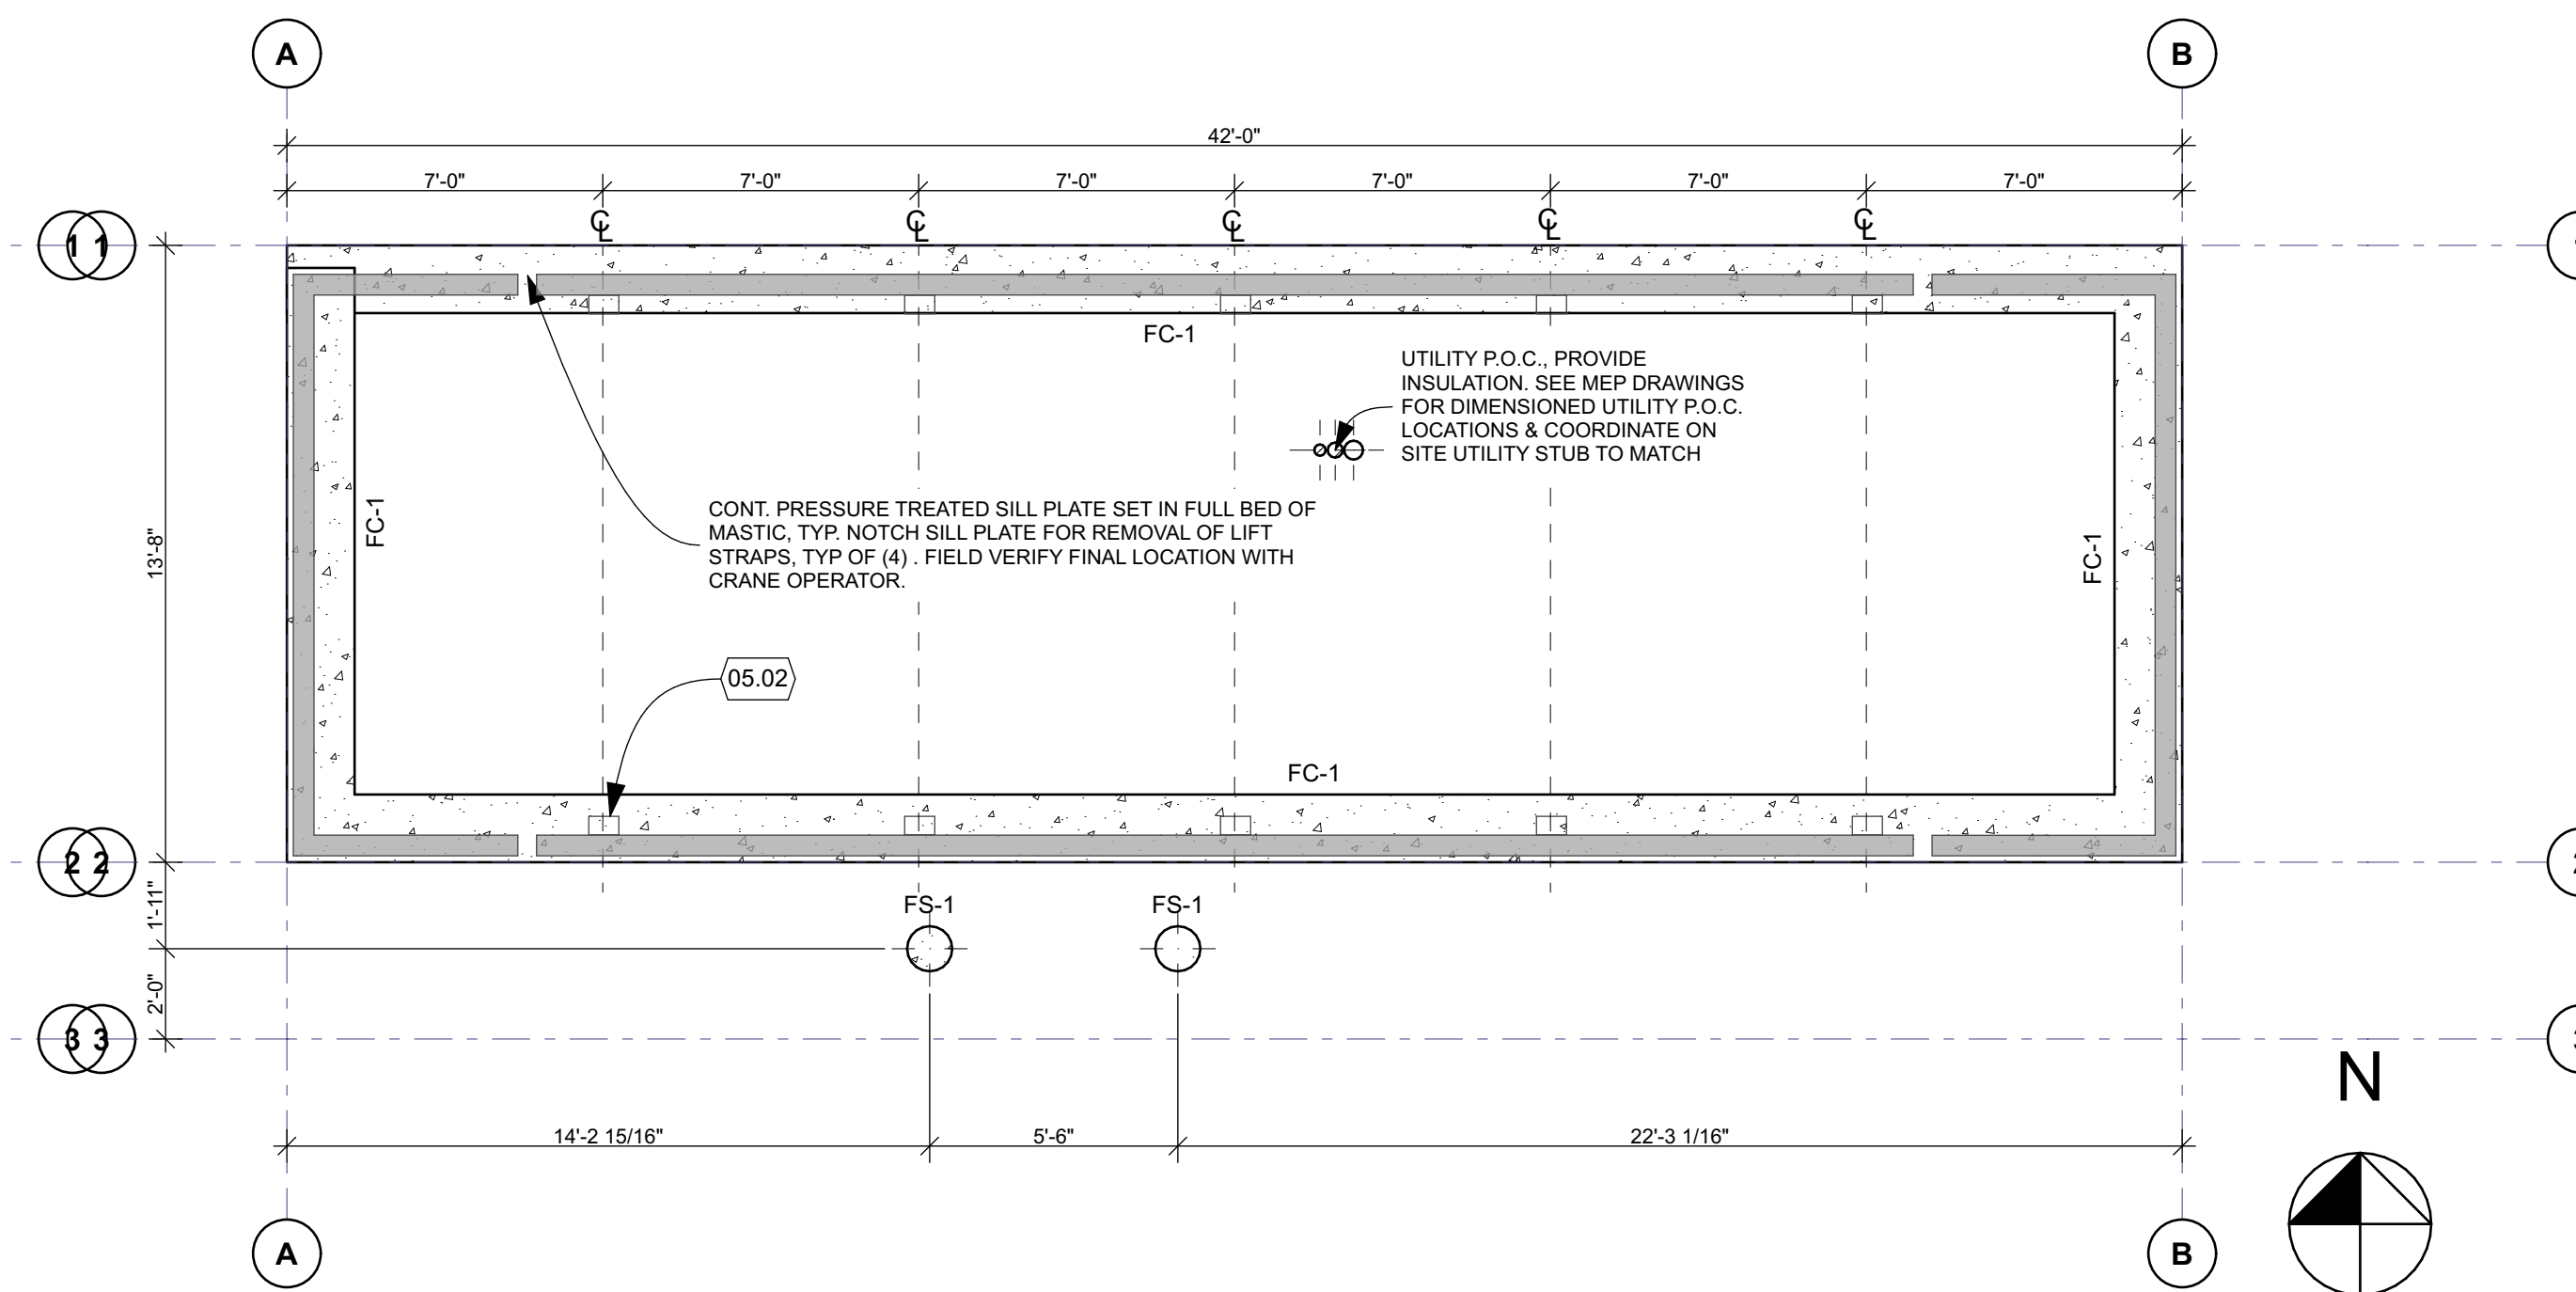 A
B
42'-0"
7'-0"
7'-0"
7'-0"
7'-0"
7'-0"
7'-0"
CL
CL
CL
CL
CL
1 1
FC-1
UTILITY P.O.C., PROVIDE
INSULATION. SEE MEP DRAWINGS
FOR DIMENSIONED UTILITY P.O.C.
LOCATIONS & COORDINATE ON
SITE UTILITY STUB TO MATCH
FC-1
CONT. PRESSURE TREATED SILL PLATE SET IN FULL BED OF
MASTIC, TYP. NOTCH SILL PLATE FOR REMOVAL OF LIFT
STRAPS, TYP OF (4) . FIELD VERIFY FINAL LOCATION WITH
CRANE OPERATOR.
13'-8"
FC-1
05.02
FC-1
2 2
1'-11"
FS-1
FS-1
2'-0"
3 3
N
14'-2 15/16"
5'-6"
22'-3 1/16"
A
B